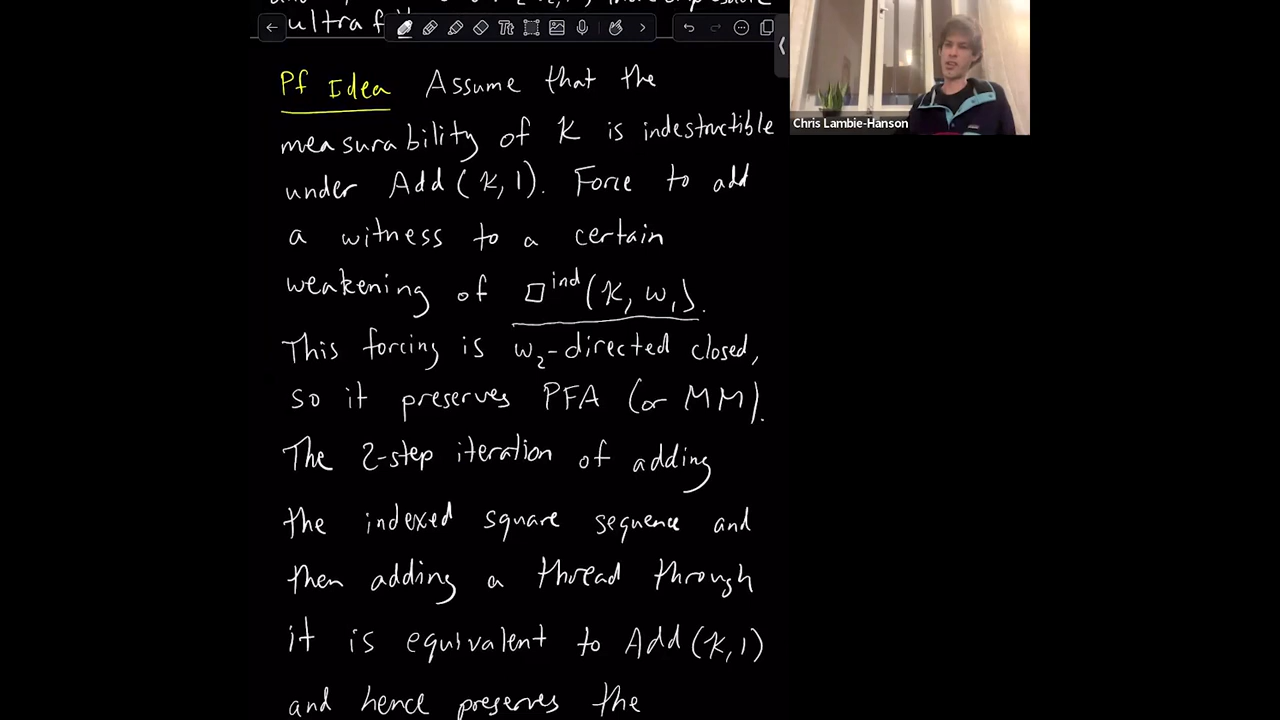 ultraf
Tt
Pf Idea Assume that the
measurability of κ is indestructible
under Add(κ,1). Force to add
a witness to a certain
weakening of □^ind(κ, ω₁).
This forcing is ω₂-directed closed,
so it preserves PFA (or MM).
The 2-step iteration of adding
the indexed square sequence and
then adding a thread through
it is equivalent to Add(κ,1)
and hence preserves the
Chris Lambie-Hanson